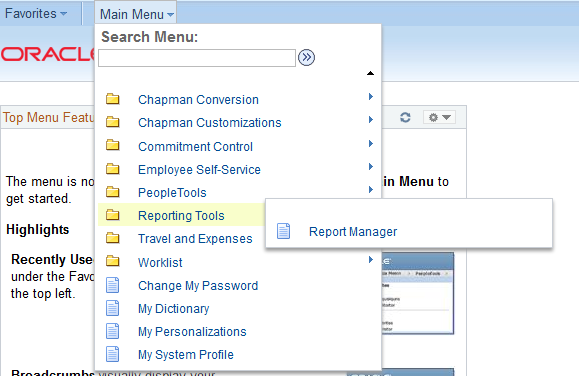 Favorites Main Menu
Search Menu:
ORACLE
Chapman Conversion
Top Menu Featu
Chapman Customizations
Commitment Control
Employee Self-Service
The menu is no
in Menu to
PeopleTools
get started.
Reporting Tools
Highlights
Report Manager
Travel and Expenses
Recently Use
Worklist
under the Favo
Change My Password
the top left.
My Dictionary
My Personalizations
My System Profile
Breadcrumbs visually display your